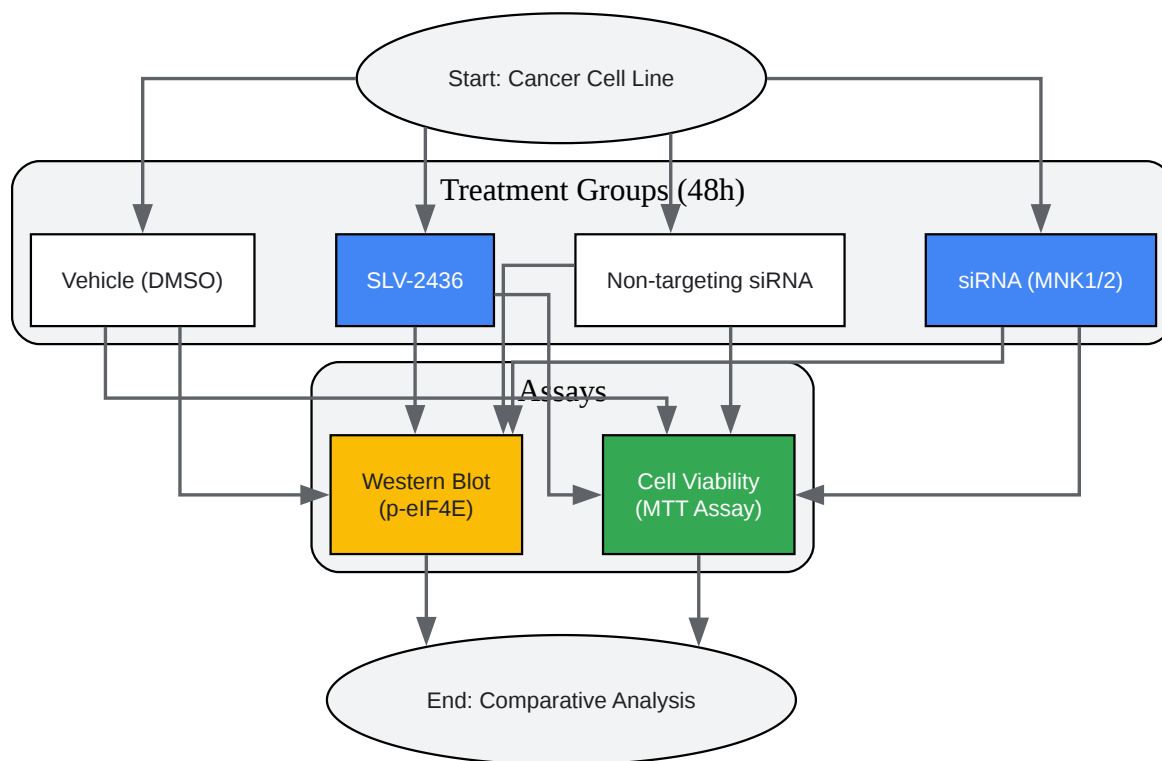 Start: Cancer Cell Line
Treatment Groups (48h)
Vehicle (DMSO)
SLV-2436
Non-targeting siRNA
siRNA (MNK1/2)
Assays
Western Blot
(p-eIF4E)
Cell Viability
(MTT Assay)
End: Comparative Analysis